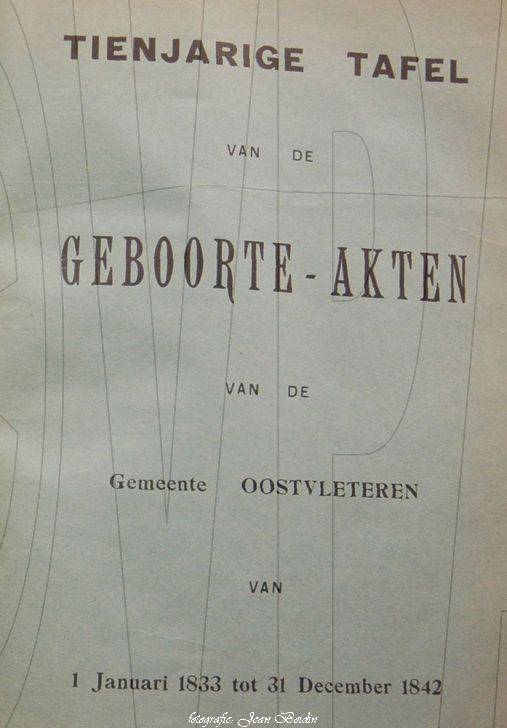 TIENJARIGE TAFEL
VAN DE
GEBOORTE - AKTEN
VAN DE
Gemeente OOSTVLETEREN
VAN
1 Januari 1833 tot 31 December 1842
fotografie: Jean Beidin